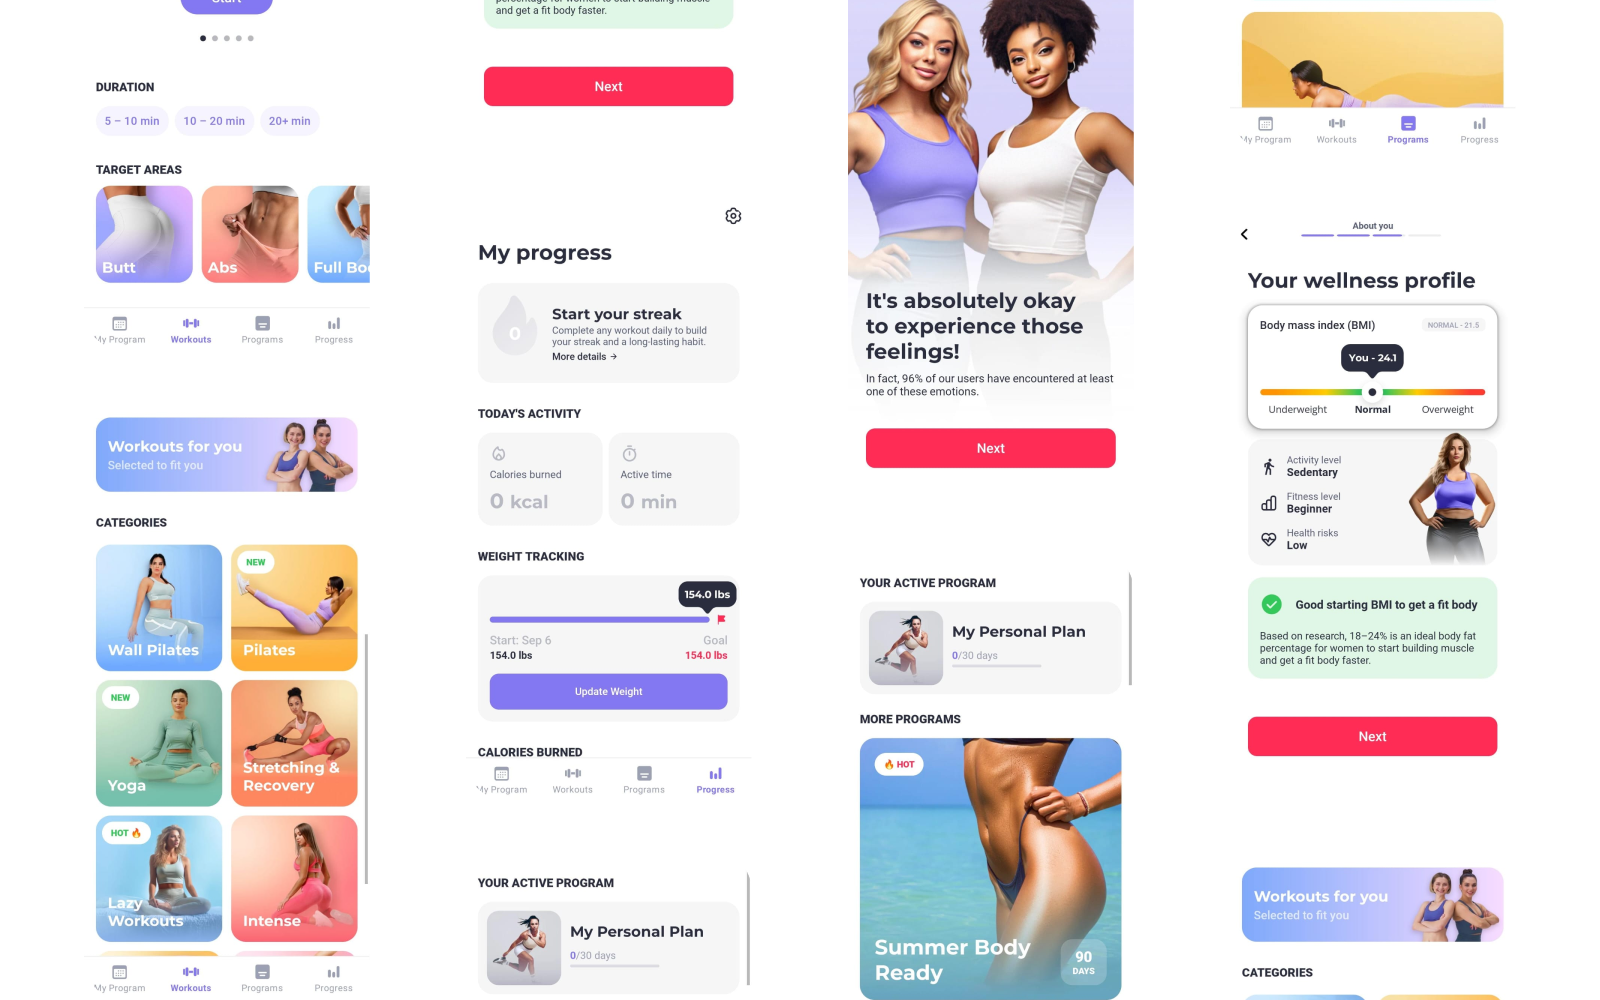 Start
DURATION
5 – 10 min
10 – 20 min
20+ min
TARGET AREAS
Butt
Abs
Full Bo
My Program
Workouts
Programs
Progress
Workouts for you
Selected to fit you
CATEGORIES
Wall Pilates
NEW
Pilates
NEW
Yoga
Stretching &
Recovery
HOT 🔥
Lazy
Workouts
Intense
My Program
Workouts
Programs
Progress
percentage for women to start building muscle
and get a fit body faster.
Next
My progress
0
Start your streak
Complete any workout daily to build
your streak and a long-lasting habit.
More details →
TODAY'S ACTIVITY
Calories burned
0 kcal
Active time
0 min
WEIGHT TRACKING
154.0 lbs
Start: Sep 6
Goal
154.0 lbs
154.0 lbs
Update Weight
CALORIES BURNED
My Program
Workouts
Programs
Progress
YOUR ACTIVE PROGRAM
My Personal Plan
0/30 days
It's absolutely okay
to experience those
feelings!
In fact, 96% of our users have encountered at least
one of these emotions.
Next
YOUR ACTIVE PROGRAM
My Personal Plan
0/30 days
MORE PROGRAMS
🔥 HOT
Summer Body
Ready
90
DAYS
My Program
Workouts
Programs
Progress
About you
Your wellness profile
Body mass index (BMI)
NORMAL - 21.5
You - 24.1
Underweight
Normal
Overweight
Activity level
Sedentary
Fitness level
Beginner
Health risks
Low
Good starting BMI to get a fit body
Based on research, 18–24% is an ideal body fat
percentage for women to start building muscle
and get a fit body faster.
Next
Workouts for you
Selected to fit you
CATEGORIES